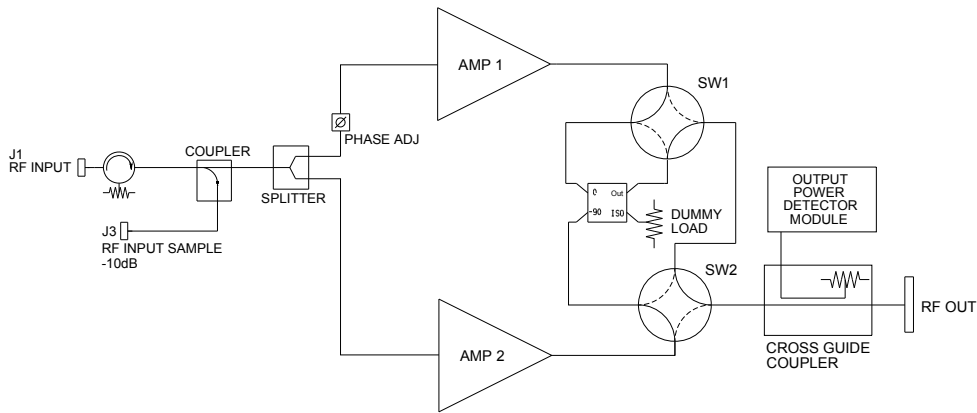 AMP 1
SW1
PHASE ADJ
J1
RF INPUT
COUPLER
SPLITTER
J3
RF INPUT SAMPLE
-10dB
0 Out
-90 ISO
DUMMY
LOAD
OUTPUT
POWER
DETECTOR
MODULE
SW2
RF OUT
AMP 2
CROSS GUIDE
COUPLER